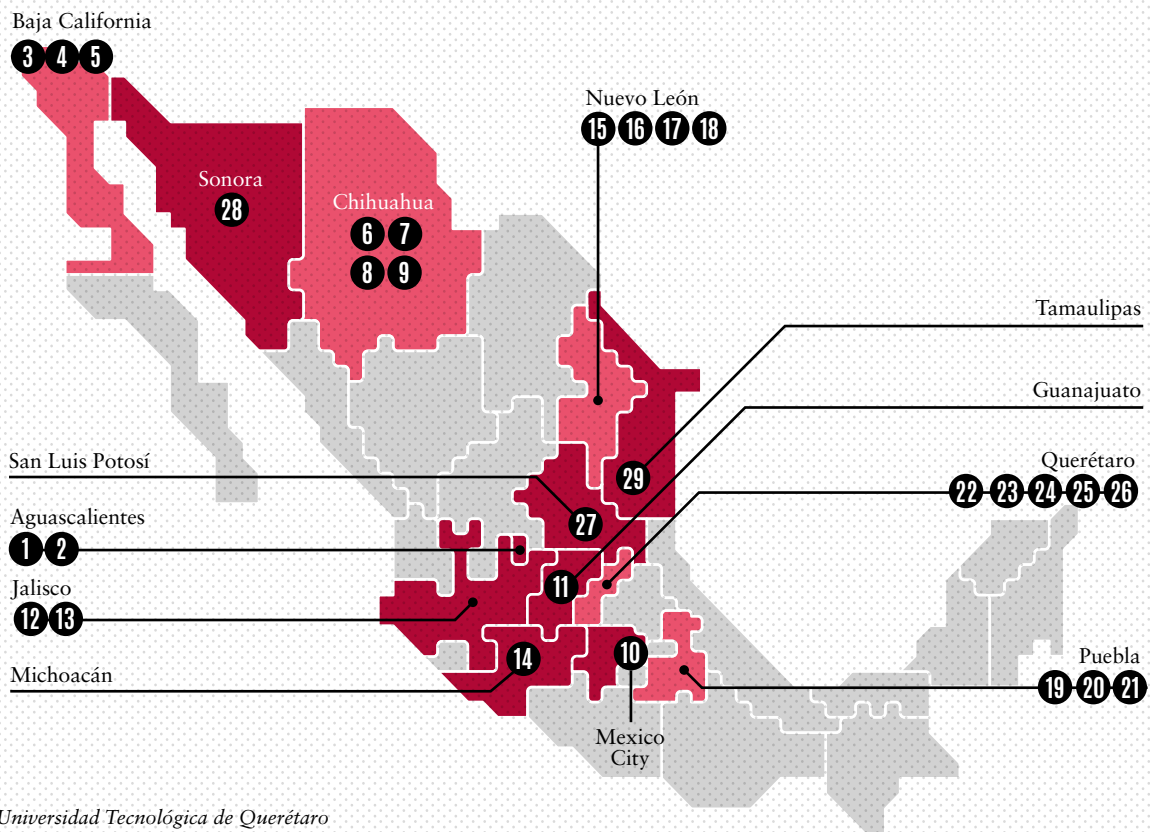 Baja California
3 4 5
Nuevo León
15 16 17 18
Sonora
28
Chihuahua
6 7
8 9
Tamaulipas
29
Guanajuato
11
San Luis Potosí
27
Querétaro
22 23 24 25 26
Aguascalientes
1 2
Jalisco
12 13
Michoacán
14
10
Mexico
City
Puebla
19 20 21
Universidad Tecnológica de Querétaro